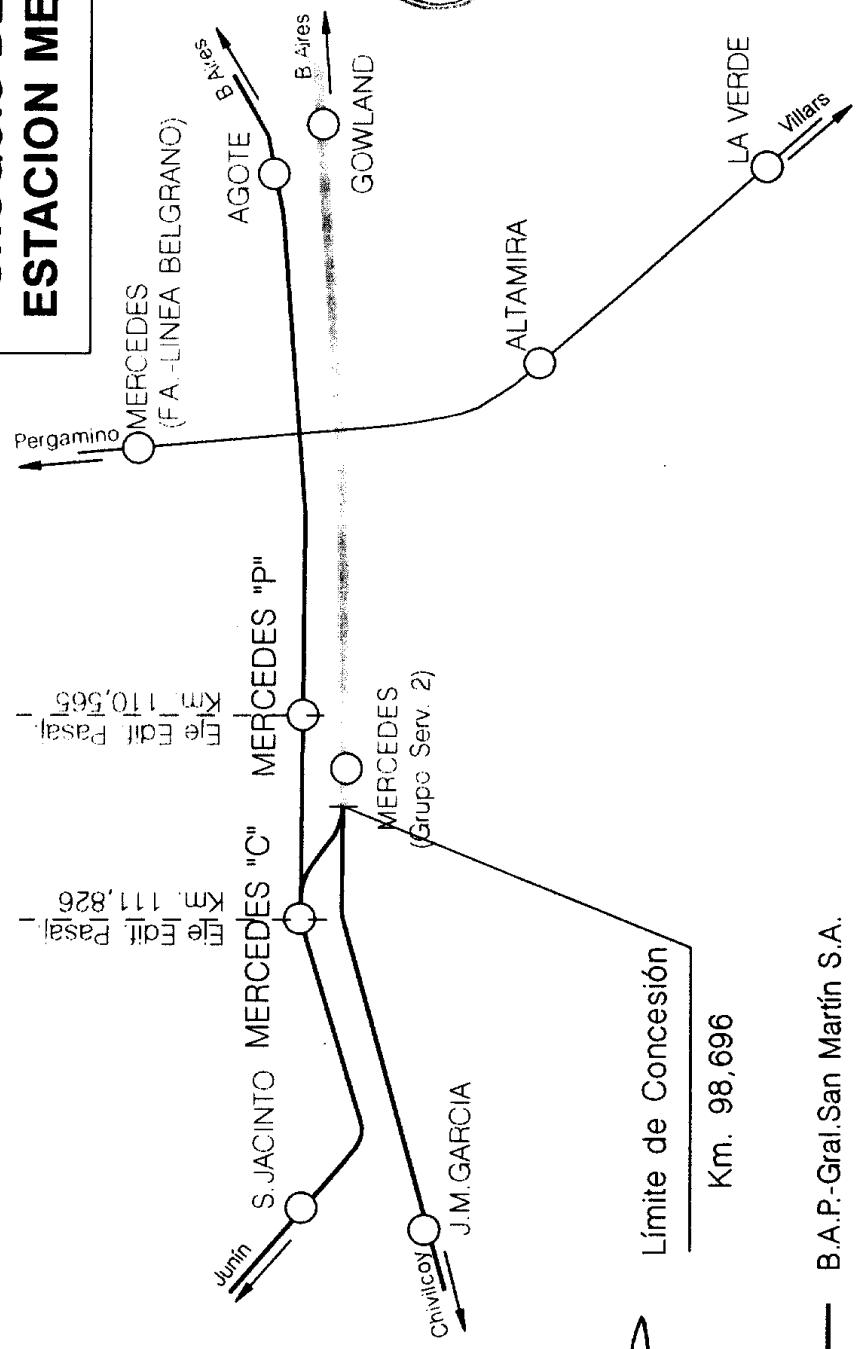 ESTACION ME
B Aires
B Aires
AGOTE
GOWLAND
MERCEDES
(F.A.-LINEA BELGRANO)
Pergamino
LA VERDE
Villars
ALTAMIRA
Eje Edif. Pasaj.
Km. 110,565
MERCEDES "P"
Eje Edif. Pasaj.
Km. 111,826
MERCEDES "C"
MERCEDES
(Grupo Serv. 2)
S.JACINTO
Junín
J.M.GARCIA
Chivilcoy
Límite de Concesión
Km. 98,696
B.A.P.-Gral.San Martín S.A.